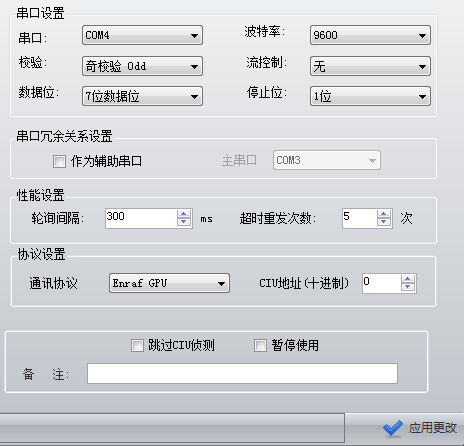 串口设置
串口: COM4 波特率: 9600
校验: 奇校验 Odd 流控制: 无
数据位: 7位数据位 停止位: 1位
串口冗余关系设置
作为辅助串口 主串口 COM3
性能设置
轮询间隔: 300 ms 超时重发次数: 5 次
协议设置
通讯协议 Enraf GPU CIU地址(十进制) 0
跳过CIU侦测 暂停使用
备 注:
应用更改